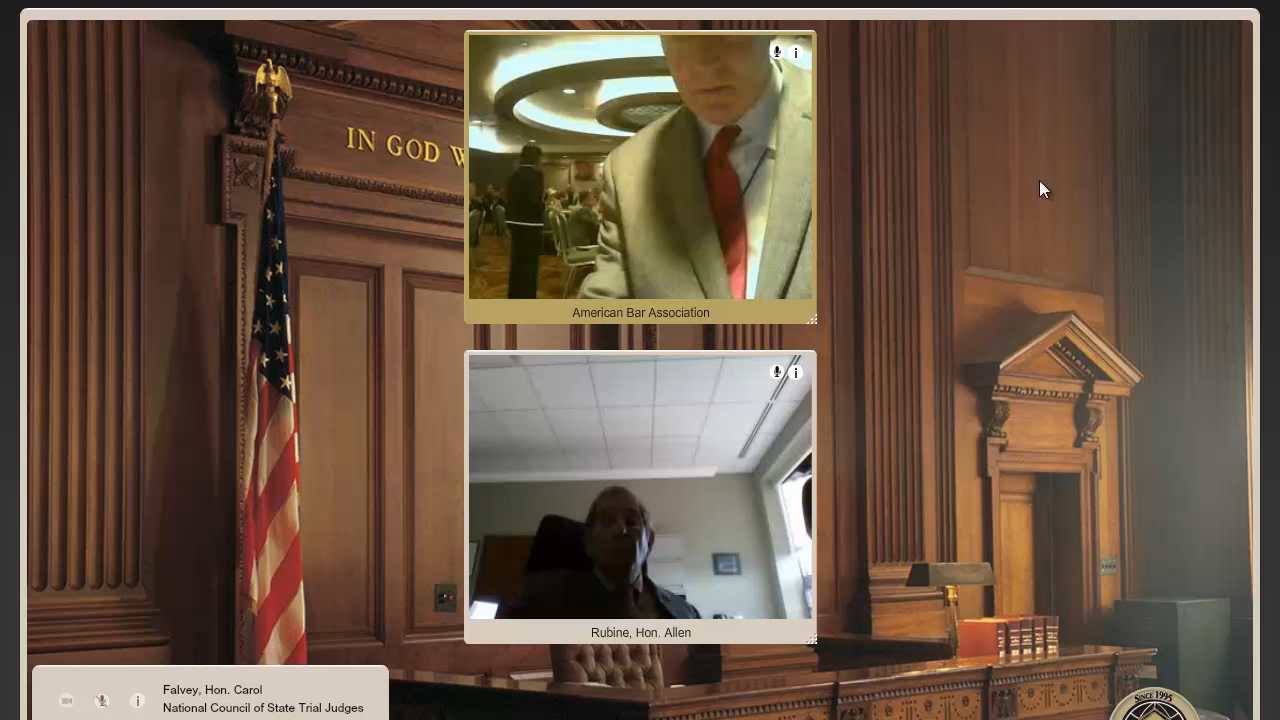 IN GOD W
American Bar Association
Rubine, Hon. Allen
Falvey, Hon. Carol
National Council of State Trial Judges
SINCE 1995